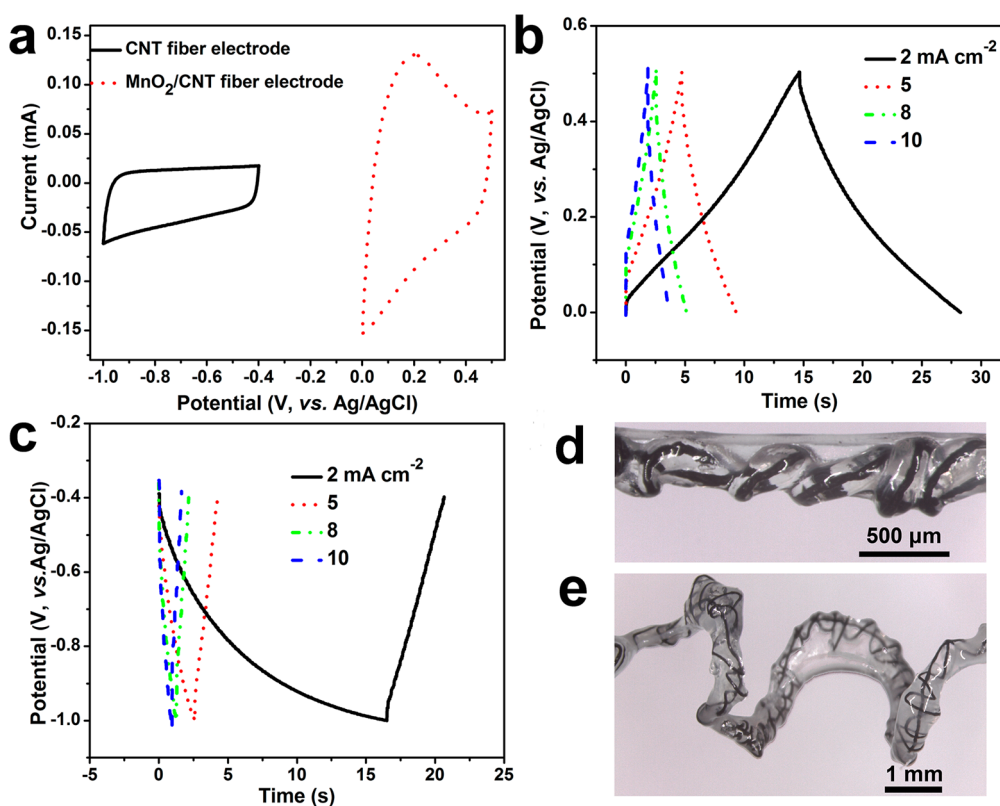 a
CNT fiber electrode
MnO₂/CNT fiber electrode
Current (mA)
0.15
0.10
0.05
0.00
-0.05
-0.10
-0.15
-1.0 -0.8 -0.6 -0.4 -0.2 0.0 0.2 0.4
Potential (V, vs. Ag/AgCl)
b
2 mA cm⁻²
5
8
10
Potential (V, vs. Ag/AgCl)
0.6
0.4
0.2
0.0
0 5 10 15 20 25 30
Time (s)
c
2 mA cm⁻²
5
8
10
Potential (V, vs.Ag/AgCl)
-0.2
-0.4
-0.6
-0.8
-1.0
-5 0 5 10 15 20 25
Time (s)
d
500 µm
e
1 mm